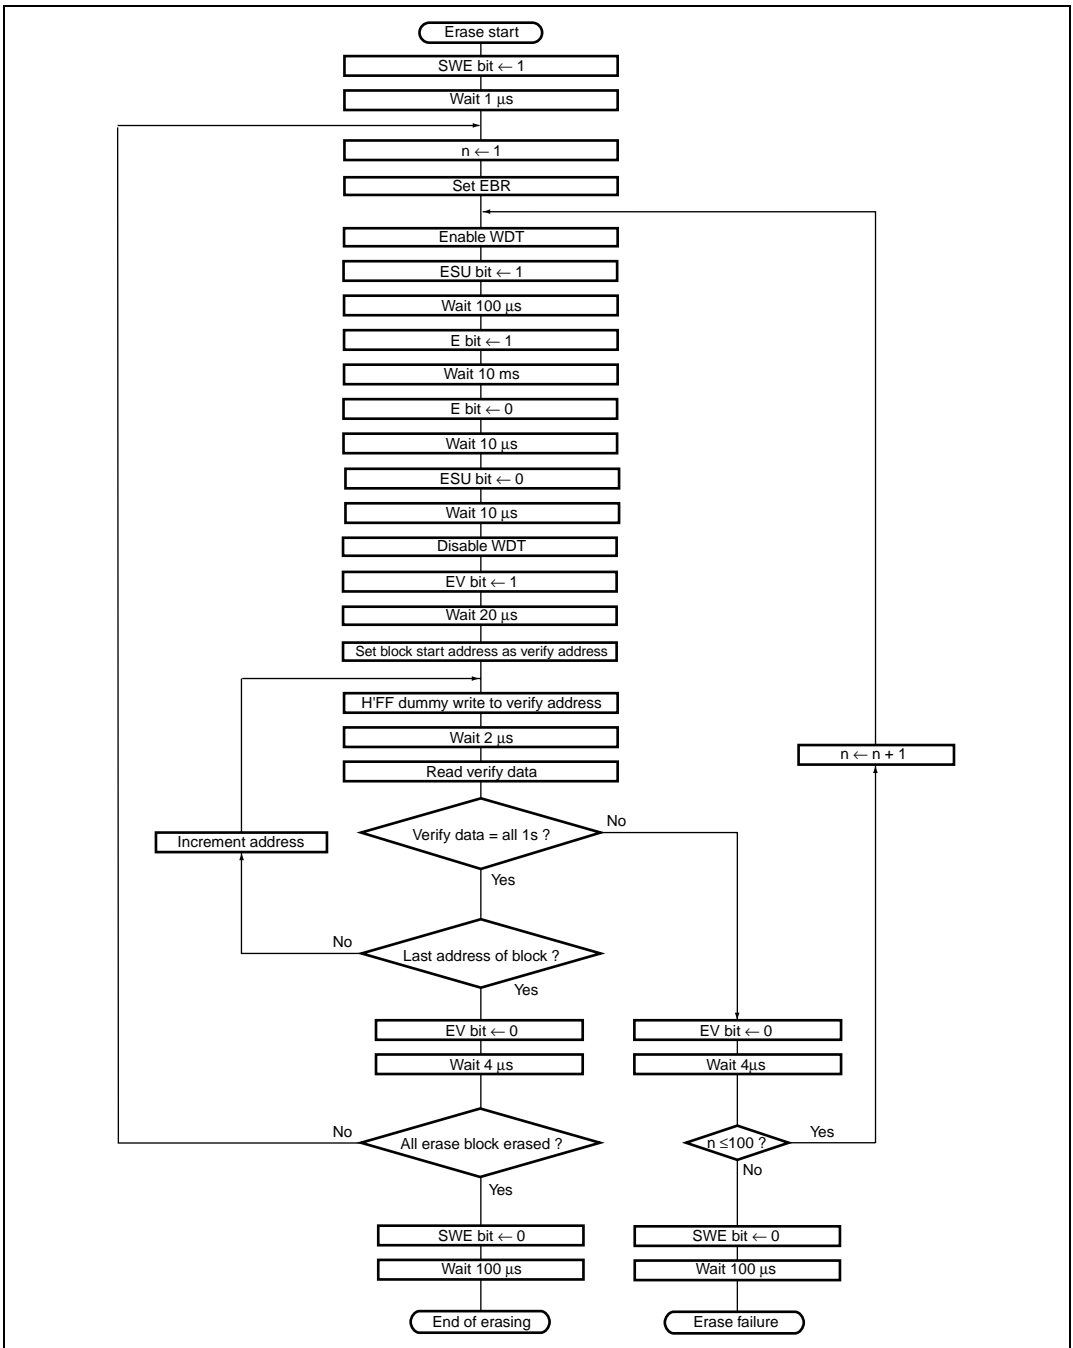 Erase start
SWE bit ← 1
Wait 1 μs
n ← 1
Set EBR
Enable WDT
ESU bit ← 1
Wait 100 μs
E bit ← 1
Wait 10 ms
E bit ← 0
Wait 10 μs
ESU bit ← 0
Wait 10 μs
Disable WDT
EV bit ← 1
Wait 20 μs
Set block start address as verify address
H'FF dummy write to verify address
Wait 2 μs
n ← n + 1
Read verify data
No
Verify data = all 1s ?
Increment address
Yes
No
Last address of block ?
Yes
EV bit ← 0
EV bit ← 0
Wait 4 μs
Wait 4μs
No
All erase block erased ?
n ≤100 ?
Yes
No
Yes
SWE bit ← 0
SWE bit ← 0
Wait 100 μs
Wait 100 μs
End of erasing
Erase failure